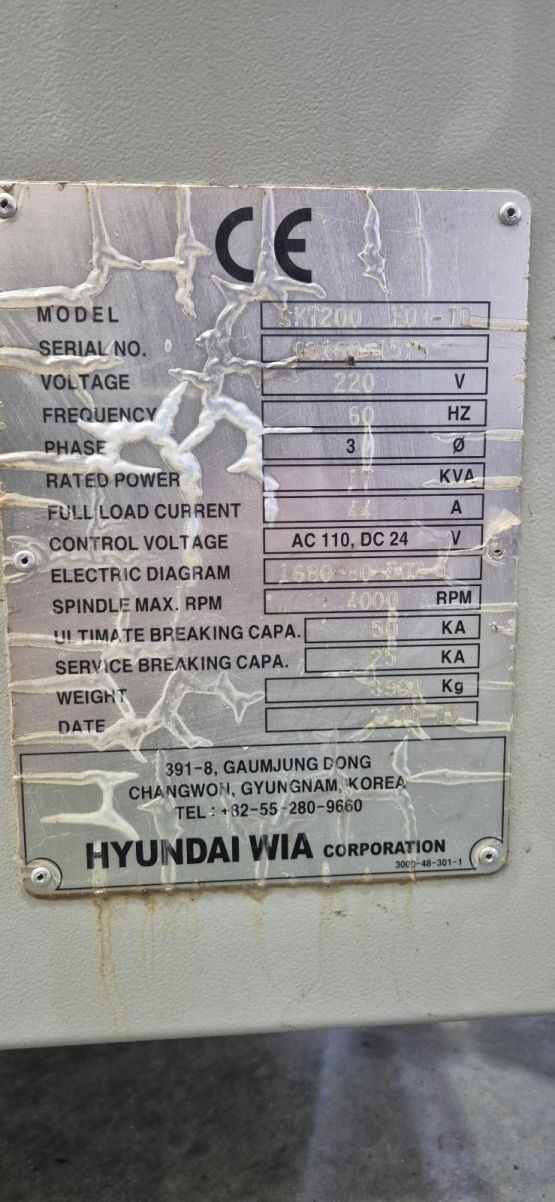 CE
MODEL SKT200
SERIAL NO.
VOLTAGE 220 V
FREQUENCY 60 HZ
PHASE 3 Ø
RATED POWER KVA
FULL LOAD CURRENT A
CONTROL VOLTAGE AC 110, DC 24 V
ELECTRIC DIAGRAM
SPINDLE MAX. RPM 4000 RPM
ULTIMATE BREAKING CAPA. 50 KA
SERVICE BREAKING CAPA. 25 KA
WEIGHT Kg
DATE
391-8, GAUMJUNG DONG
CHANGWON, GYUNGNAM, KOREA
TEL : +82-55-280-9660
HYUNDAI WIA CORPORATION
3000-48-301-1